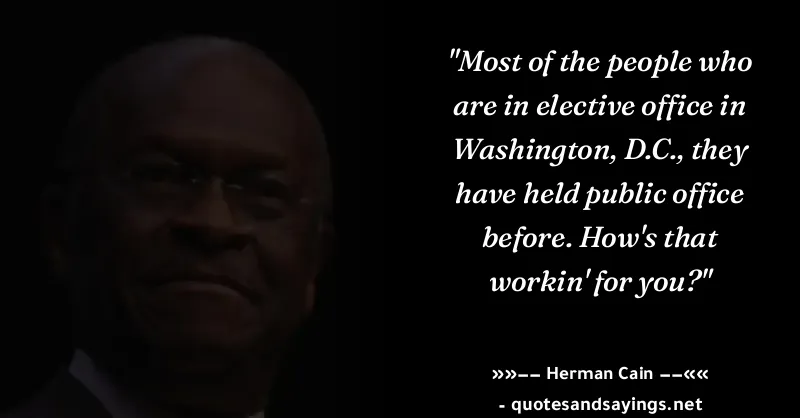 "Most of the people who
are in elective office in
Washington, D.C., they
have held public office
before. How's that
workin' for you?"
»»−− Herman Cain −−««
- quotesandsayings.net